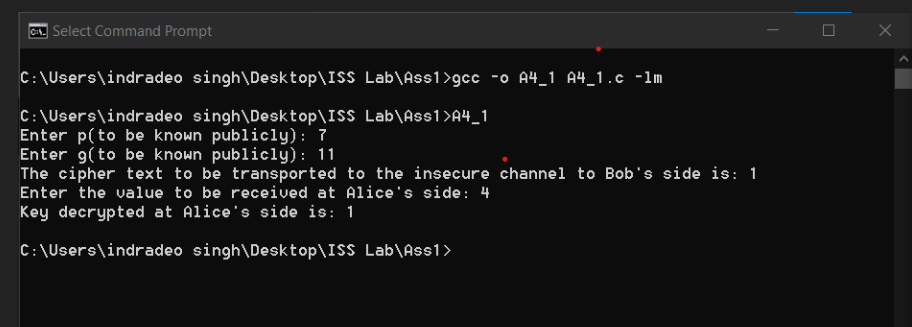 Select Command Prompt
C:\Users\indradeo singh\Desktop\ISS Lab\Ass1>gcc -o A4_1 A4_1.c -lm
C:\Users\indradeo singh\Desktop\ISS Lab\Ass1>A4_1
Enter p(to be known publicly): 7
Enter g(to be known publicly): 11
The cipher text to be transported to the insecure channel to Bob's side is: 1
Enter the value to be received at Alice's side: 4
Key decrypted at Alice's side is: 1
C:\Users\indradeo singh\Desktop\ISS Lab\Ass1>